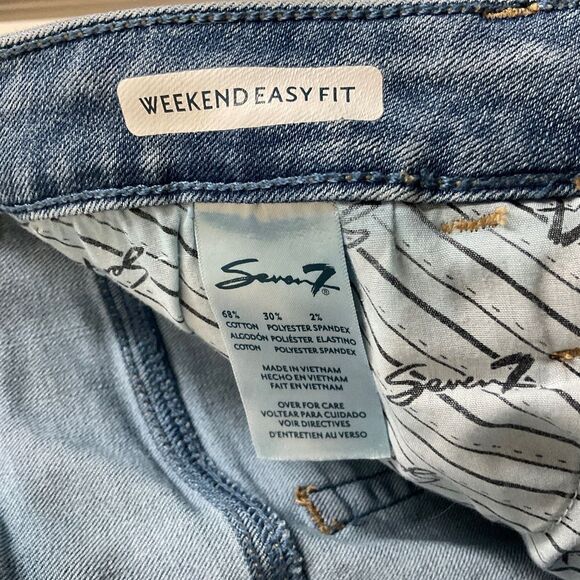 WEEKEND EASY FIT
Seven7®
68% 30% 2%
COTTON POLYESTER SPANDEX
ALGODÓN POLIÉSTER ELASTINO
COTON POLYESTER SPANDEX
MADE IN VIETNAM
HECHO EN VIETNAM
FAIT EN VIETNAM
OVER FOR CARE
VOLTEAR PARA CUIDADO
VOIR DIRECTIVES
D'ENTRETIEN AU VERSO
Seven7